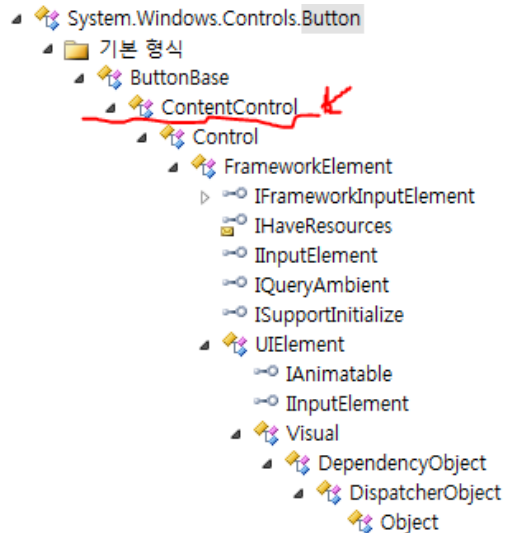 System.Windows.Controls.Button
기본 형식
ButtonBase
ContentControl
Control
FrameworkElement
IFrameworkInputElement
IHaveResources
IInputElement
IQueryAmbient
ISupportInitialize
UIElement
IAnimatable
IInputElement
Visual
DependencyObject
DispatcherObject
Object